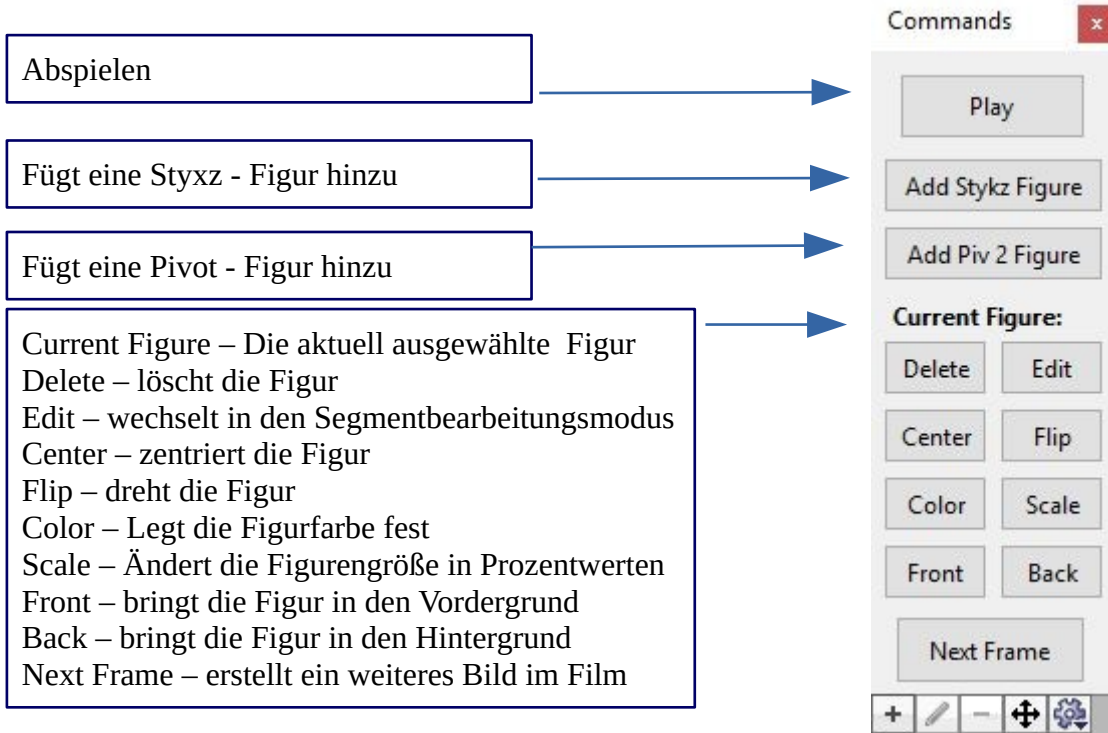 Abspielen
Fügt eine Styxz - Figur hinzu
Fügt eine Pivot - Figur hinzu
Current Figure – Die aktuell ausgewählte  Figur
Delete – löscht die Figur
Edit – wechselt in den Segmentbearbeitungsmodus
Center – zentriert die Figur
Flip – dreht die Figur
Color – Legt die Figurfarbe fest
Scale – Ändert die Figurengröße in Prozentwerten
Front – bringt die Figur in den Vordergrund
Back – bringt die Figur in den Hintergrund
Next Frame – erstellt ein weiteres Bild im Film
Commands x
Play
Add Stykz Figure
Add Piv 2 Figure
Current Figure:
Delete Edit
Center Flip
Color Scale
Front Back
Next Frame